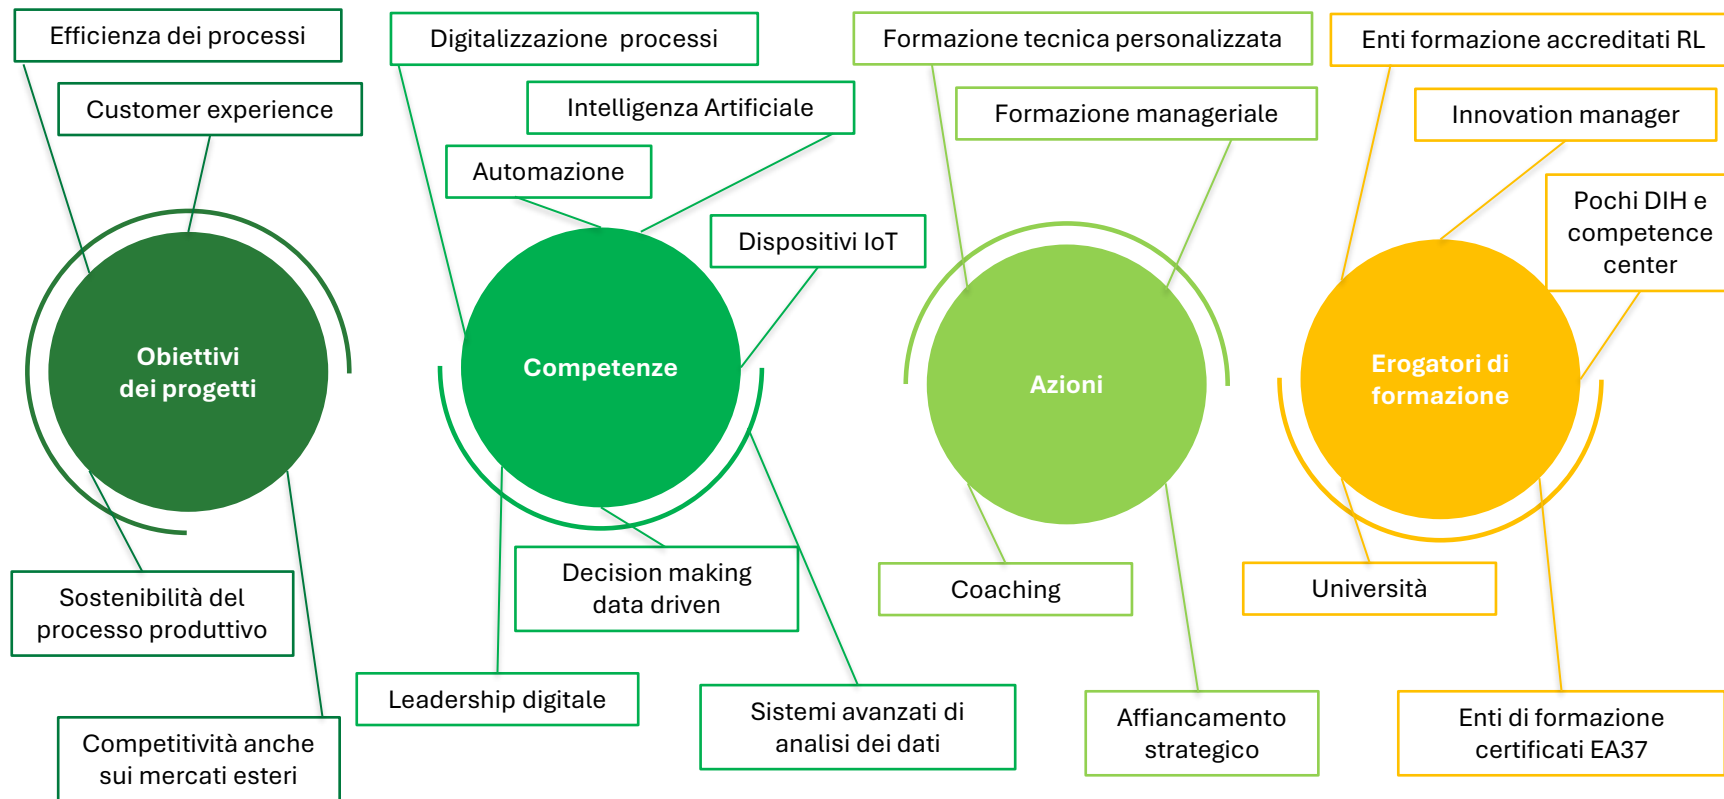 Efficienza dei processi
Customer experience
Obiettivi
dei progetti
Sostenibilità del
processo produttivo
Competitività anche
sui mercati esteri
Digitalizzazione processi
Intelligenza Artificiale
Automazione
Dispositivi IoT
Competenze
Decision making
data driven
Leadership digitale
Sistemi avanzati di
analisi dei dati
Formazione tecnica personalizzata
Formazione manageriale
Azioni
Coaching
Affiancamento
strategico
Enti formazione accreditati RL
Innovation manager
Pochi DIH e
competence
center
Erogatori di
formazione
Università
Enti di formazione
certificati EA37